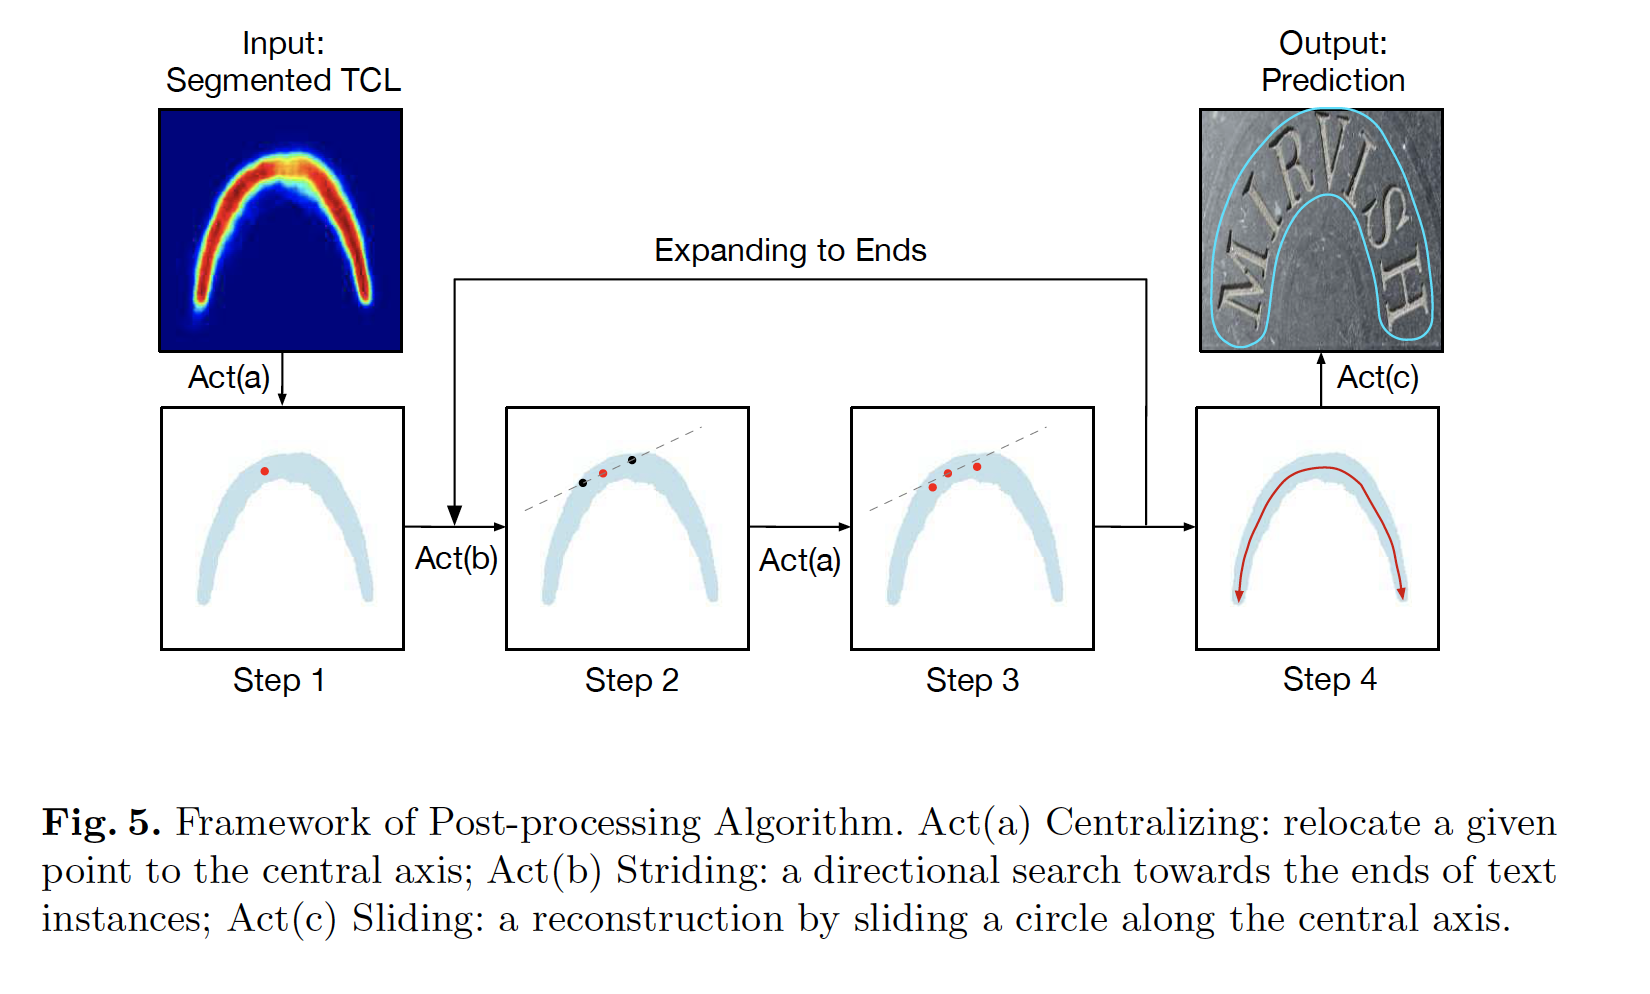 Input:
Segmented TCL
Output:
Prediction
MIRVISH
Expanding to Ends
Act(a)
Act(c)
Act(b)
Act(a)
Step 1
Step 2
Step 3
Step 4
Fig. 5. Framework of Post-processing Algorithm. Act(a) Centralizing: relocate a given
point to the central axis; Act(b) Striding: a directional search towards the ends of text
instances; Act(c) Sliding: a reconstruction by sliding a circle along the central axis.